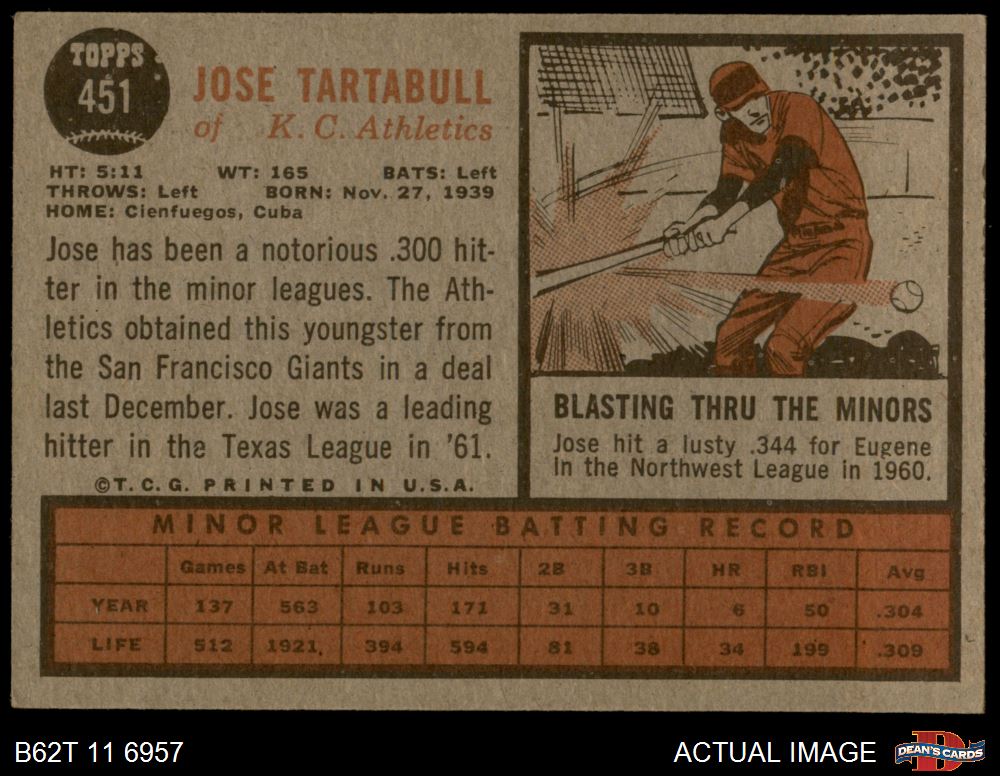 TOPPS
451
JOSE TARTABULL
of K. C. Athletics
HT: 5:11 WT: 165 BATS: Left
THROWS: Left BORN: Nov. 27, 1939
HOME: Cienfuegos, Cuba
Jose has been a notorious .300 hit-
ter in the minor leagues. The Ath-
letics obtained this youngster from
the San Francisco Giants in a deal
last December. Jose was a leading
hitter in the Texas League in '61.
©T. C. G. PRINTED IN U.S.A.
BLASTING THRU THE MINORS
Jose hit a lusty .344 for Eugene
in the Northwest League in 1960.
MINOR LEAGUE BATTING RECORD
Games At Bat Runs Hits 2B 3B HR RBI Avg
YEAR 137 563 103 171 31 10 6 50 .304
LIFE 512 1921 394 594 81 38 34 199 .309
B62T 11 6957
ACTUAL IMAGE
D
DEAN'S CARDS